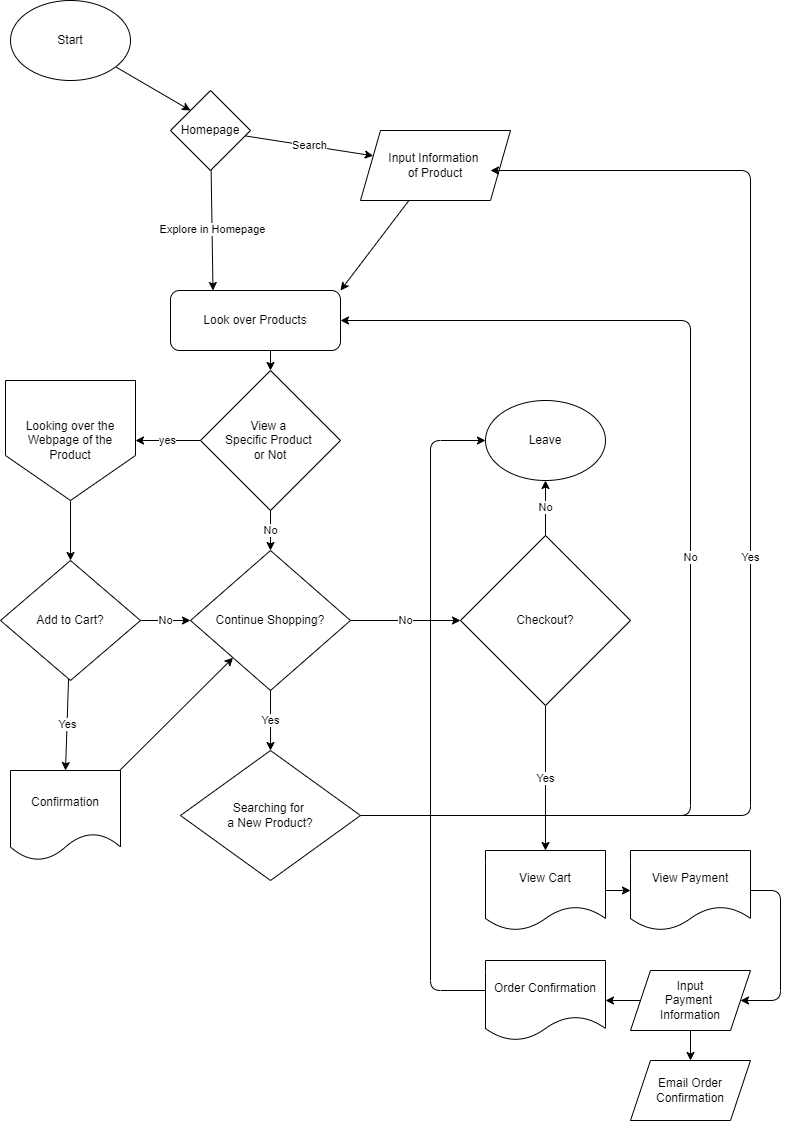 Start
Homepage
Search
Input Information
of Product
Explore in Homepage
Look over Products
Looking over the
Webpage of the
Product
yes
View a
Specific Product
or Not
Leave
No
No
No
Yes
Add to Cart?
No
Continue Shopping?
No
Checkout?
Yes
Yes
Confirmation
Searching for
a New Product?
Yes
View Cart
View Payment
Order Confirmation
Input
Payment
Information
Email Order
Confirmation